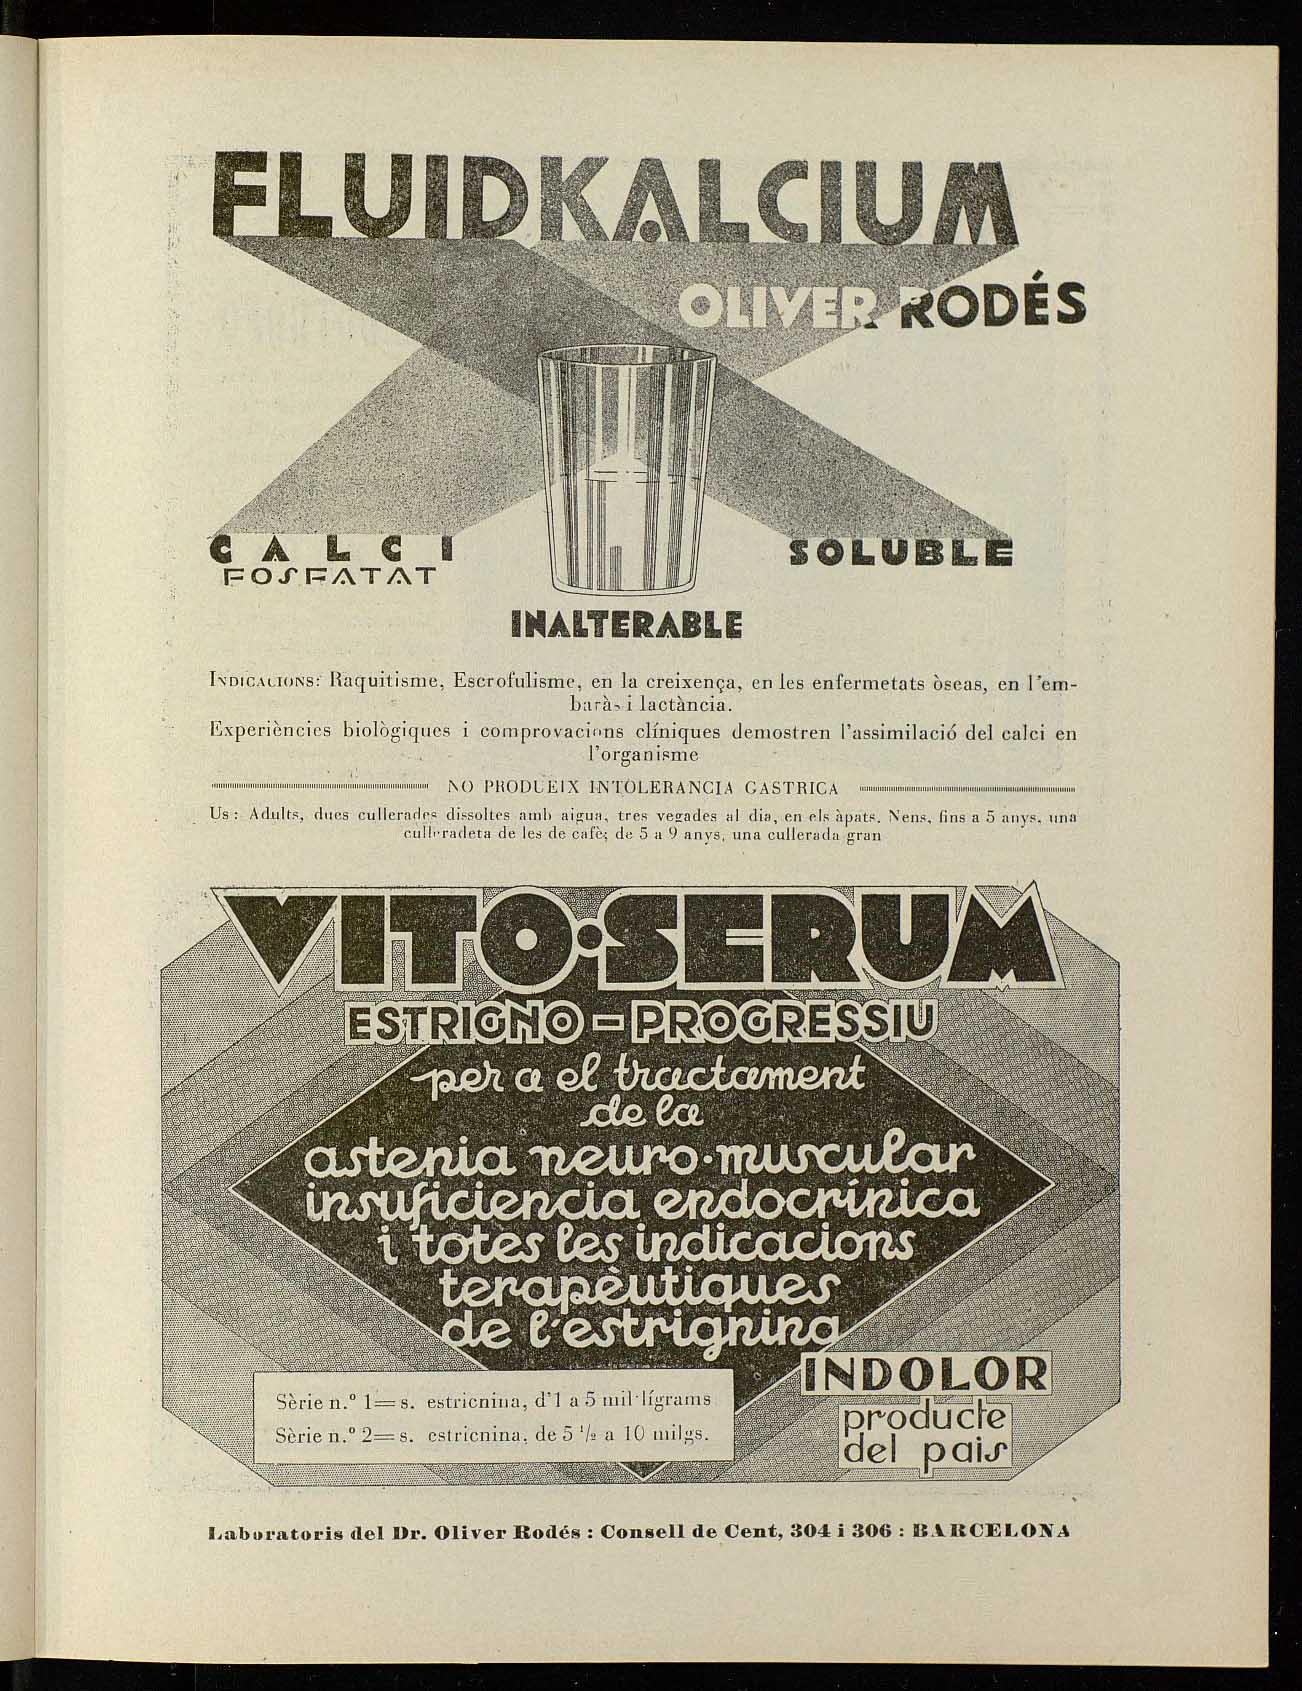 FLUIDKALCIUM
OLIVER RODÉS
CALCI
FOSFATAT
SOLUBLE
INALTERABLE
INDICACIONS: Raquitisme, Escrofulisme, en la creixença, en les enfermetats òseas, en l'em-
baràs i lactància.
Experiències biològiques i comprovacions clíniques demostren l'assimilació del calci en
l'organisme
NO PRODUEIX INTOLERANCIA GASTRICA
Us: Adults, dues cullerades dissoltes amb aigua, tres vegades al dia, en els àpats. Nens, fins a 5 anys, una
culleradeta de les de cafè; de 5 a 9 anys, una cullerada gran
VITO·SERUM
ESTRIGNO-PROGRESSIU
per a el tractament
de la
astenia neuro-muscular
insuficiencia endocrínica
i totes les indicacions
terapèutiques
de l'estrignina
INDOLOR
producte
del pais
Sèrie n.º 1= s. estricnina, d'1 a 5 mil·lígrams
Sèrie n.º 2= s. estricnina, de 5 1/2 a 10 milgs.
Laboratoris del Dr. Oliver Rodés : Consell de Cent, 304 i 306 : BARCELONA